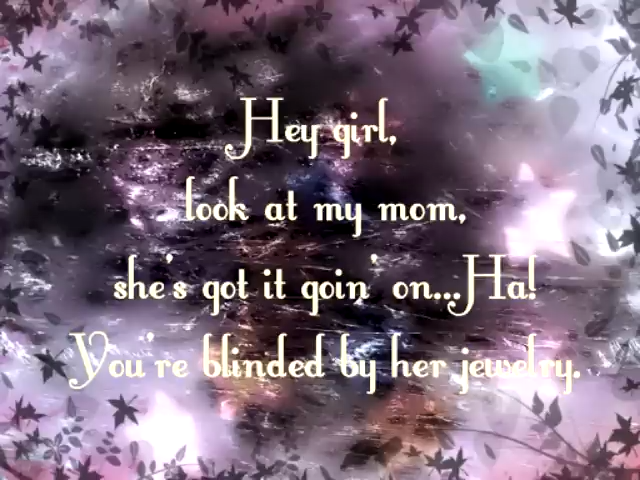 Hey girl,
look at my mom,
she's got it goin' on...Ha!
You're blinded by her jewelry.